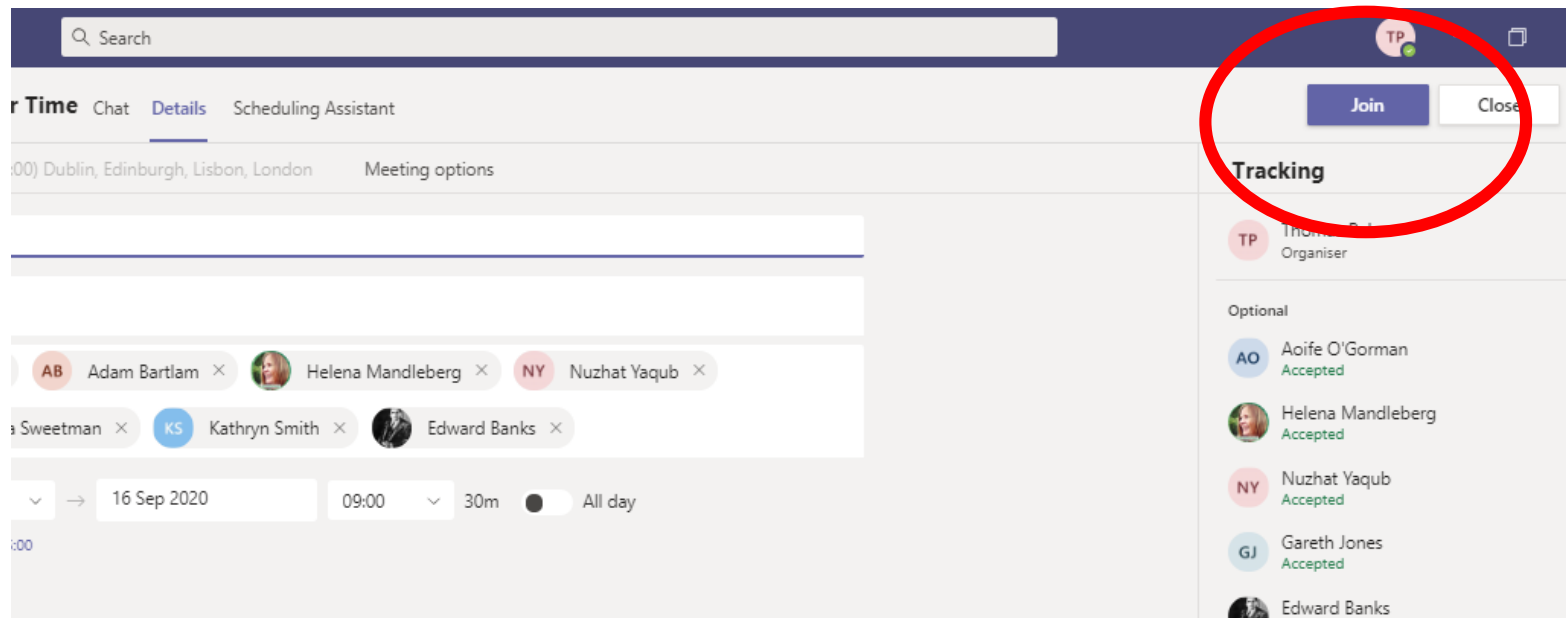 Search
TP
r Time Chat Details Scheduling Assistant Join Close
:00) Dublin, Edinburgh, Lisbon, London Meeting options
Tracking
TP
Organiser
Optional
AB Adam Bartlam × Helena Mandleberg × NY Nuzhat Yaqub ×
Sweetman × KS Kathryn Smith × Edward Banks ×
→ 16 Sep 2020 09:00 30m All day
:00
AO Aoife O'Gorman
Accepted
Helena Mandleberg
Accepted
NY Nuzhat Yaqub
Accepted
GJ Gareth Jones
Accepted
Edward Banks